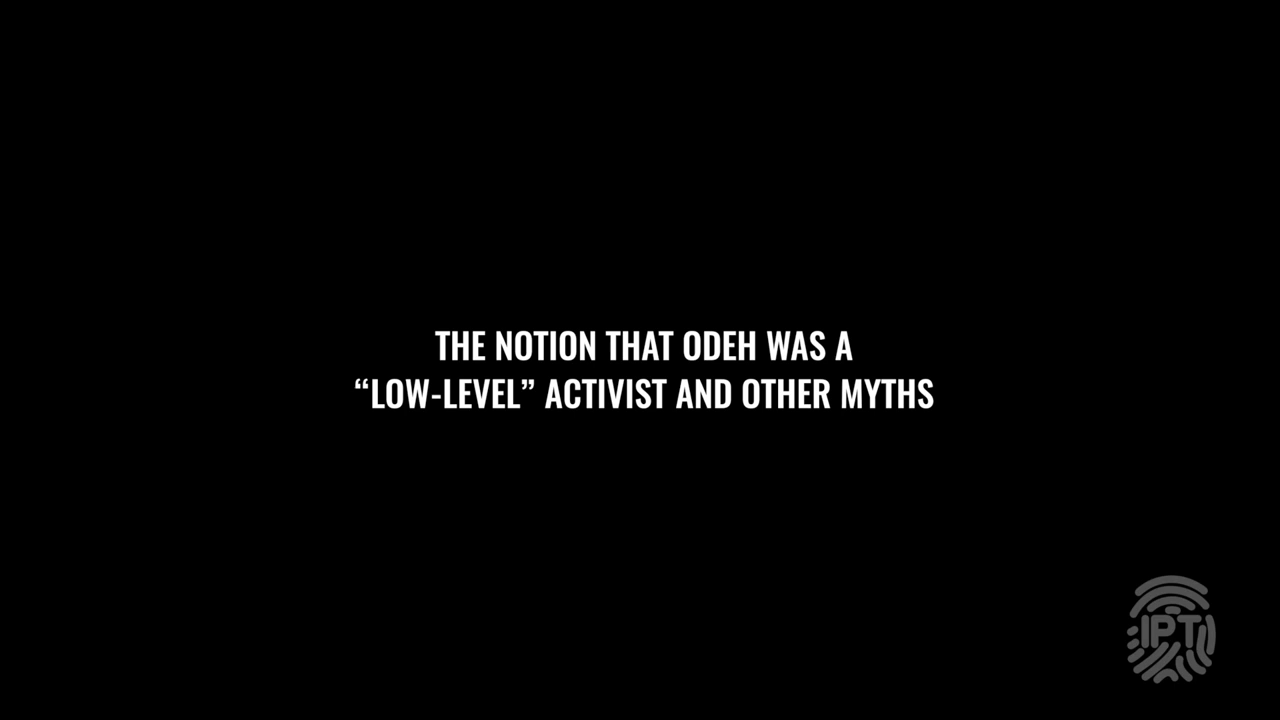 THE NOTION THAT ODEH WAS A
“LOW-LEVEL” ACTIVIST AND OTHER MYTHS
IPT